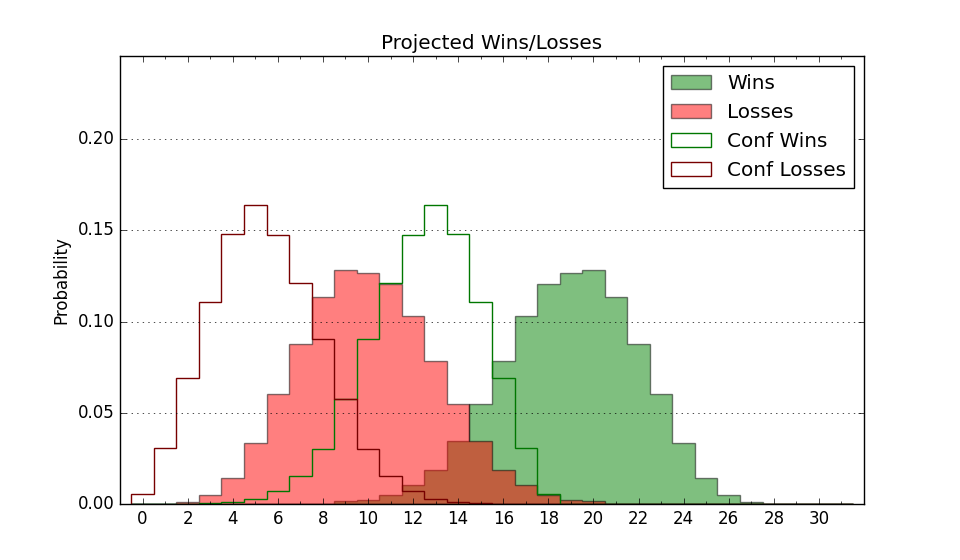 Projected Wins/Losses
Wins
Losses
Conf Wins
Conf Losses
Probability
0.20
0.15
0.10
0.05
0.00
0 2 4 6 8 10 12 14 16 18 20 22 24 26 28 30